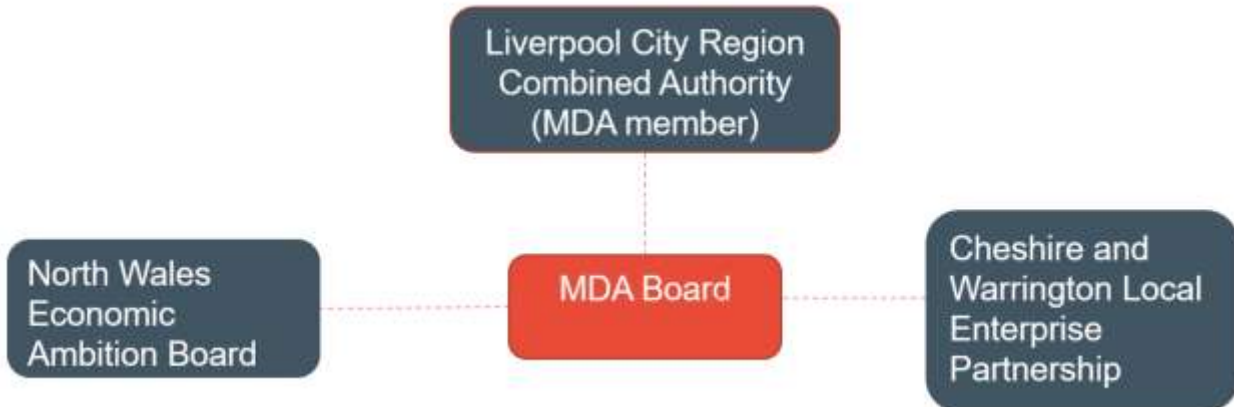 Liverpool City Region
Combined Authority
(MDA member)
North Wales
Economic
Ambition Board
MDA Board
Cheshire and
Warrington Local
Enterprise
Partnership